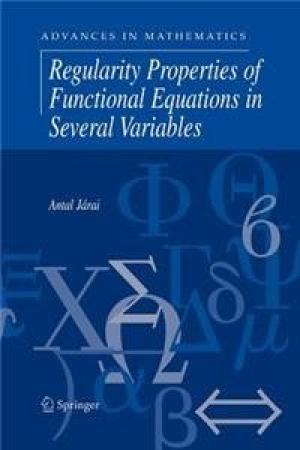 ADVANCES IN MATHEMATICS
Regularity Properties of
Functional Equations in
Several Variables
Antal Járai
Springer